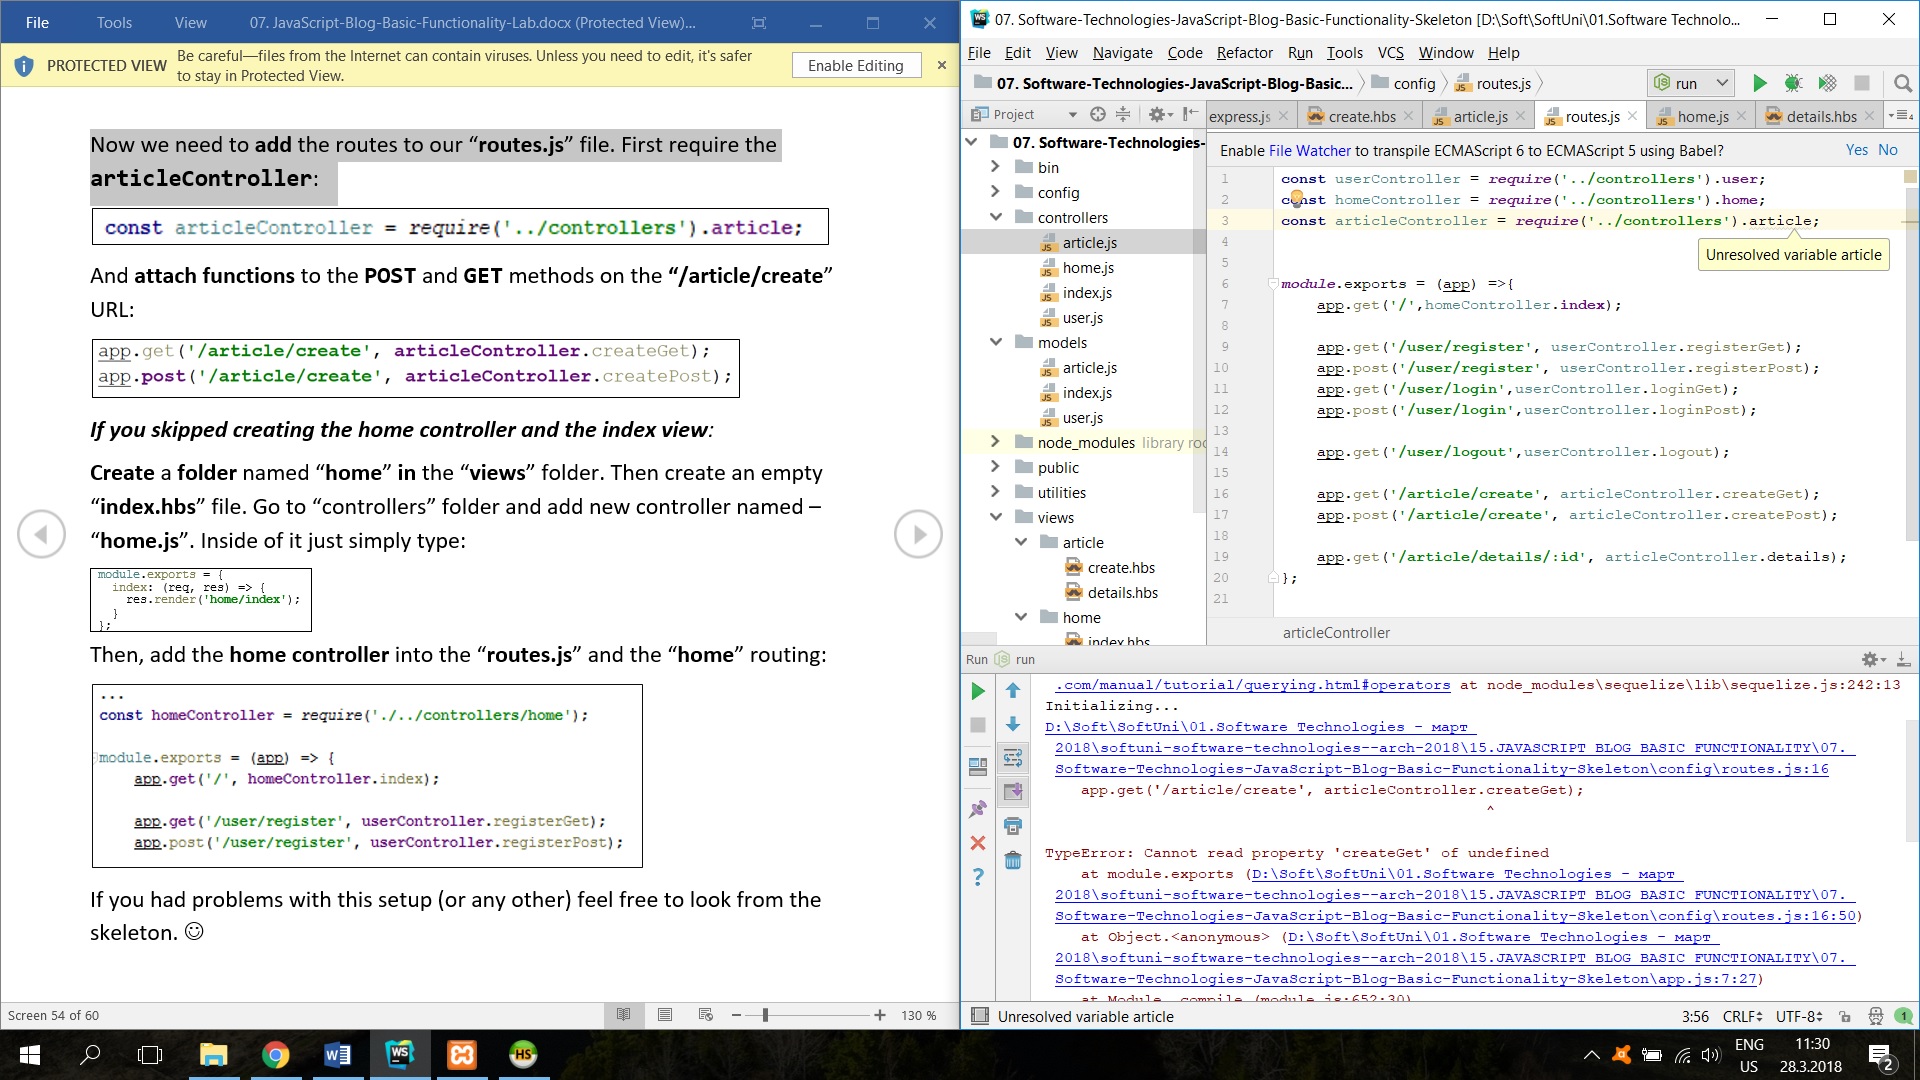 File
Tools
View
07. JavaScript-Blog-Basic-Functionality-Lab.docx (Protected View)...
PROTECTED VIEW
Be careful—files from the Internet can contain viruses. Unless you need to edit, it's safer
to stay in Protected View.
Enable Editing
Now we need to add the routes to our “routes.js” file. First require the
articleController:
const articleController = require('../controllers').article;
And attach functions to the POST and GET methods on the “/article/create”
URL:
app.get('/article/create', articleController.createGet);
app.post('/article/create', articleController.createPost);
If you skipped creating the home controller and the index view:
Create a folder named “home” in the “views” folder. Then create an empty
“index.hbs” file. Go to “controllers” folder and add new controller named –
“home.js”. Inside of it just simply type:
module.exports = {
index: (req, res) => {
res.render('home/index');
}
};
Then, add the home controller into the “routes.js” and the “home” routing:
...
const homeController = require('./../controllers/home');
module.exports = (app) => {
app.get('/', homeController.index);
app.get('/user/register', userController.registerGet);
app.post('/user/register', userController.registerPost);
If you had problems with this setup (or any other) feel free to look from the
skeleton. ☺
Screen 54 of 60
130 %
07. Software-Technologies-JavaScript-Blog-Basic-Functionality-Skeleton [D:\Soft\SoftUni\01.Software Technolo...
File Edit View Navigate Code Refactor Run Tools VCS Window Help
07. Software-Technologies-JavaScript-Blog-Basic... config routes.js
run
Project
express.js create.hbs article.js routes.js home.js details.hbs
4
07. Software-Technologies-
bin
config
controllers
article.js
home.js
index.js
user.js
models
article.js
index.js
user.js
node_modules library roo
public
utilities
views
article
create.hbs
details.hbs
home
index.hbs
Enable File Watcher to transpile ECMAScript 6 to ECMAScript 5 using Babel?
Yes No
1 const userController = require('../controllers').user;
2 const homeController = require('../controllers').home;
3 const articleController = require('../controllers').article;
4
Unresolved variable article
5
6 module.exports = (app) =>{
7 app.get('/',homeController.index);
8
9 app.get('/user/register', userController.registerGet);
10 app.post('/user/register', userController.registerPost);
11 app.get('/user/login',userController.loginGet);
12 app.post('/user/login',userController.loginPost);
13
14 app.get('/user/logout',userController.logout);
15
16 app.get('/article/create', articleController.createGet);
17 app.post('/article/create', articleController.createPost);
18
19 app.get('/article/details/:id', articleController.details);
20 };
21
articleController
Run run
.com/manual/tutorial/querying.html#operators at node_modules\sequelize\lib\sequelize.js:242:13
Initializing...
D:\Soft\SoftUni\01.Software Technologies - март
2018\softuni-software-technologies--arch-2018\15.JAVASCRIPT BLOG BASIC FUNCTIONALITY\07.
Software-Technologies-JavaScript-Blog-Basic-Functionality-Skeleton\config\routes.js:16
app.get('/article/create', articleController.createGet);
^
TypeError: Cannot read property 'createGet' of undefined
at module.exports (D:\Soft\SoftUni\01.Software Technologies - март
2018\softuni-software-technologies--arch-2018\15.JAVASCRIPT BLOG BASIC FUNCTIONALITY\07.
Software-Technologies-JavaScript-Blog-Basic-Functionality-Skeleton\config\routes.js:16:50)
at Object.<anonymous> (D:\Soft\SoftUni\01.Software Technologies - март
2018\softuni-software-technologies--arch-2018\15.JAVASCRIPT BLOG BASIC FUNCTIONALITY\07.
Software-Technologies-JavaScript-Blog-Basic-Functionality-Skeleton\app.js:7:27)
at Module._compile (module.js:652:30)
Unresolved variable article
3:56 CRLF UTF-8 1
ENG
US
11:30
28.3.2018
2